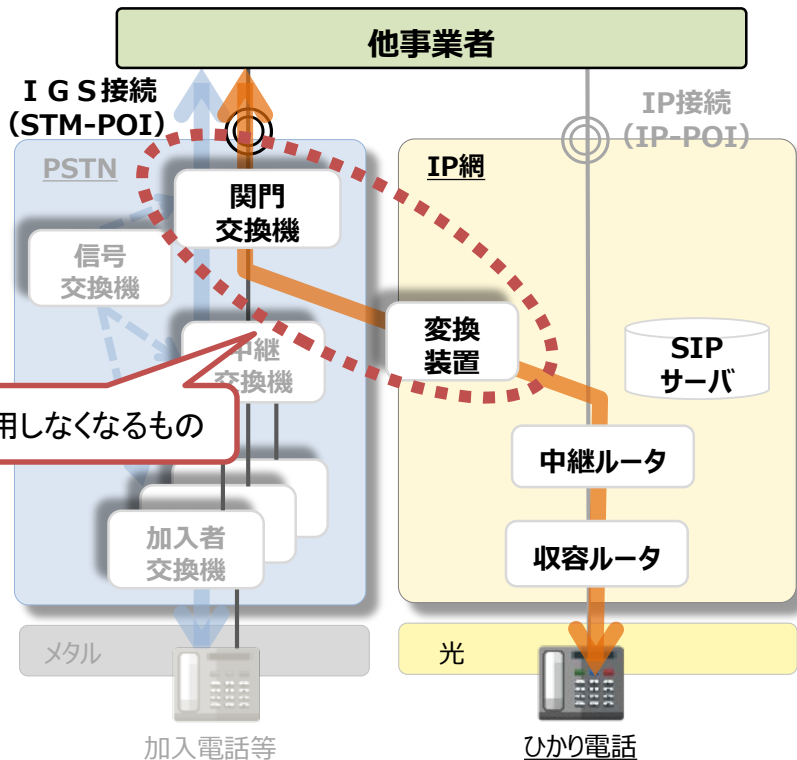 他事業者
ＩＧＳ接続
（STM-POI）
IP接続
（IP-POI）
PSTN
IP網
関門
交換機
信号
交換機
変換
装置
SIP
サーバ
中継
交換機
用しなくなるもの
中継ルータ
加入者
交換機
収容ルータ
メタル
光
加入電話等
ひかり電話